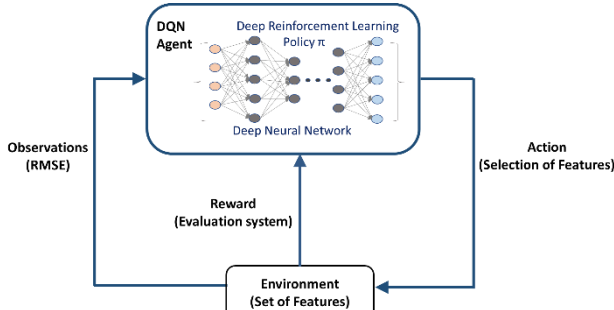 DQN
Agent
Deep Reinforcement Learning
Policy π
Deep Neural Network
Observations
(RMSE)
Action
(Selection of Features)
Reward
(Evaluation system)
Environment
(Set of Features)